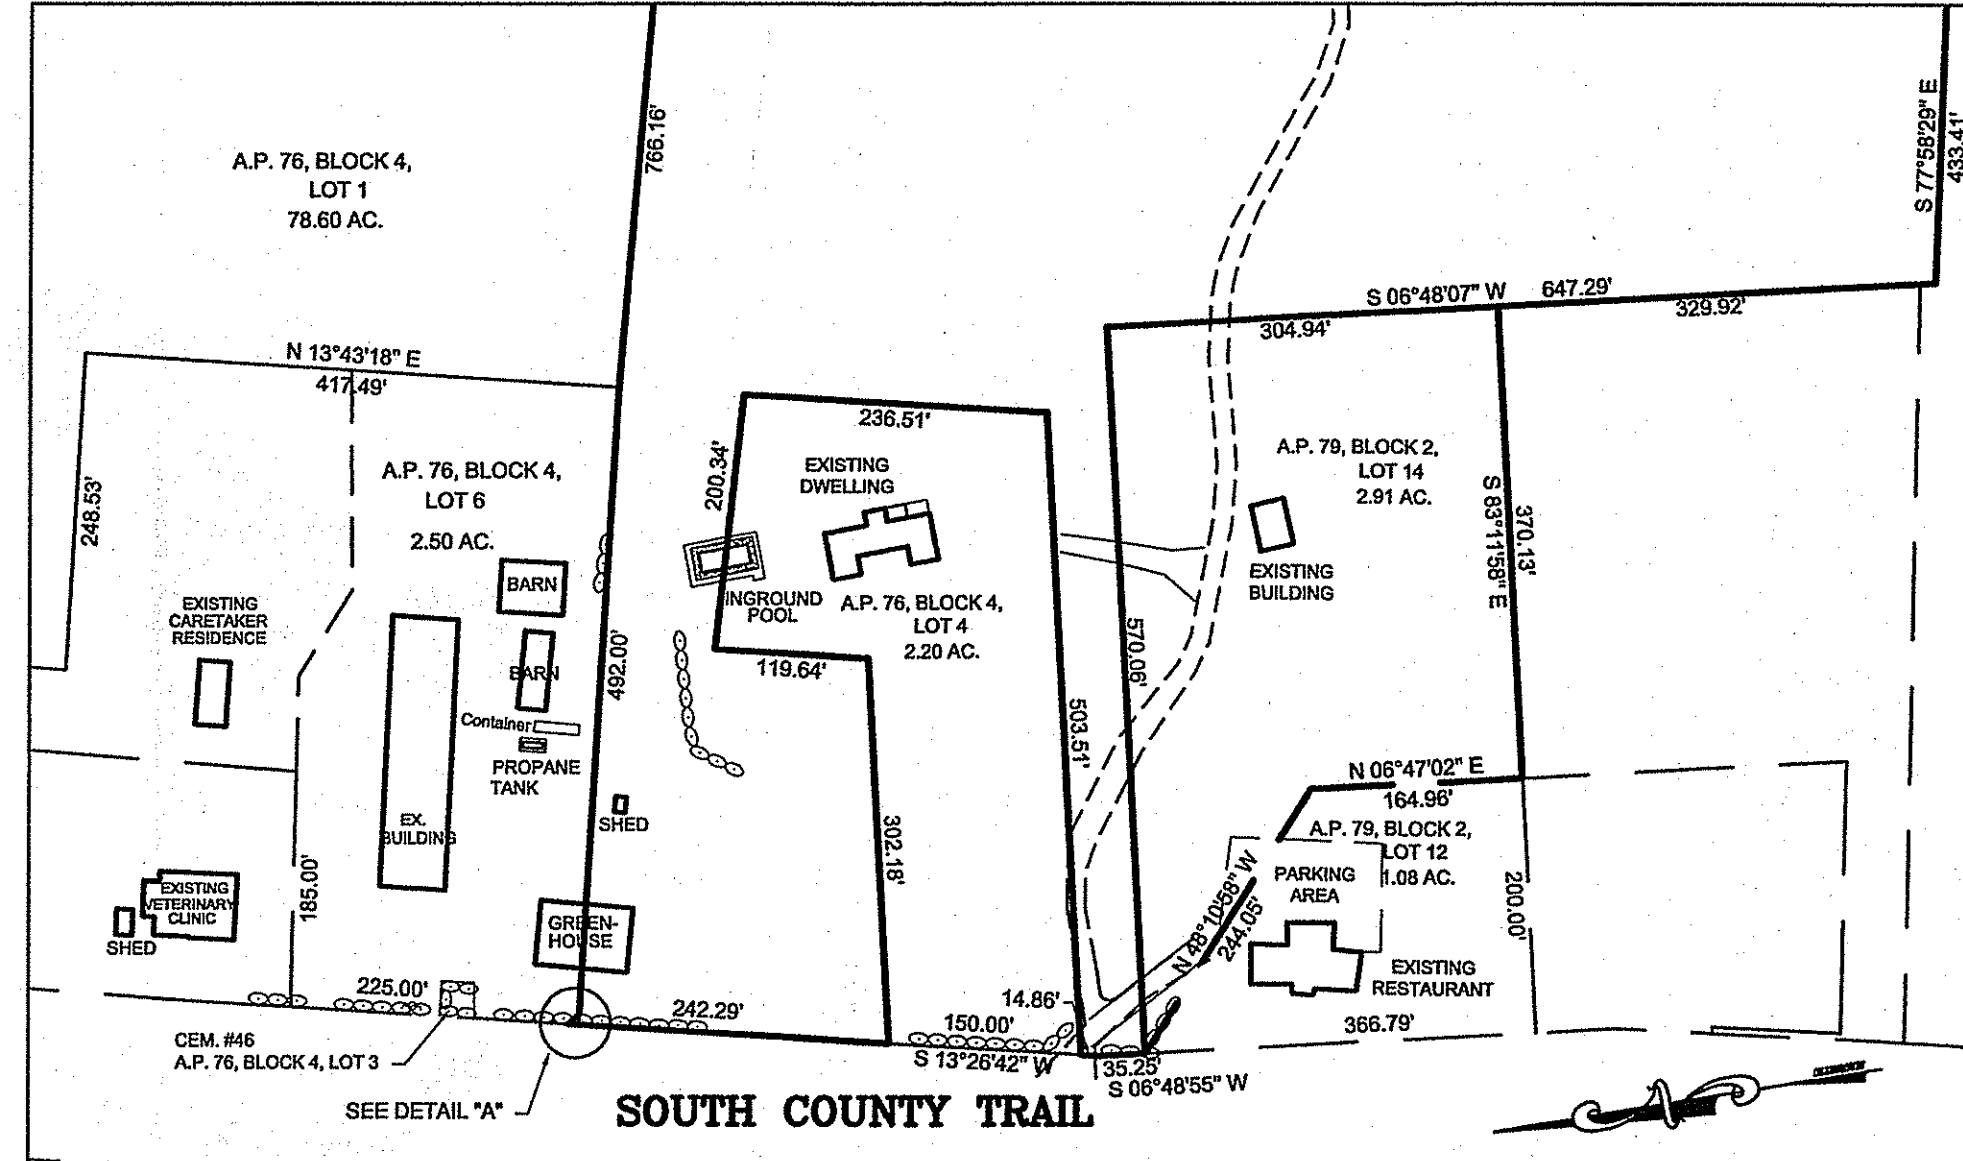 A.P. 76, BLOCK 4,
LOT 1
78.60 AC.
766.16'
S 77°58'29" E
433.41'
S 06°48'07" W
647.29'
304.94'
329.92'
N 13°43'18" E
417.49'
248.53'
A.P. 76, BLOCK 4,
LOT 6
2.50 AC.
236.51'
200.34'
EXISTING
DWELLING
A.P. 79, BLOCK 2,
LOT 14
2.91 AC.
S 83°11'58" E
370.13'
BARN
EXISTING
CARETAKER
RESIDENCE
INGROUND
POOL
A.P. 76, BLOCK 4,
LOT 4
2.20 AC.
EXISTING
BUILDING
BARN
492.00'
119.64'
570.06'
503.51'
Container
PROPANE
TANK
SHED
EX.
BUILDING
302.18'
N 06°47'02" E
164.96'
A.P. 79, BLOCK 2,
LOT 12
1.08 AC.
PARKING
AREA
185.00'
200.00'
EXISTING
VETERINARY
CLINIC
SHED
GREEN-
HOUSE
N 48°10'58" W
244.05'
EXISTING
RESTAURANT
225.00'
242.29'
14.86'
150.00'
366.79'
CEM. #46
A.P. 76, BLOCK 4, LOT 3
S 13°26'42" W
35.25'
S 06°48'55" W
SEE DETAIL "A"
SOUTH COUNTY TRAIL